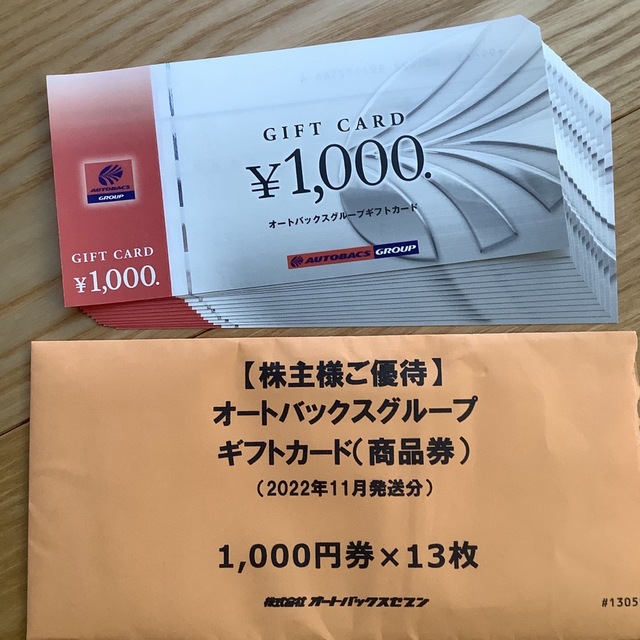 GIFT CARD
¥1,000.
オートバックスグループギフトカード
AUTOBACS GROUP
AUTOBACS
GROUP
GIFT CARD
¥1,000.
【株主様ご優待】
オートバックスグループ
ギフトカード(商品券)
(2022年11月発送分)
1,000円券×13枚
株式会社オートバックスセブン
#1305